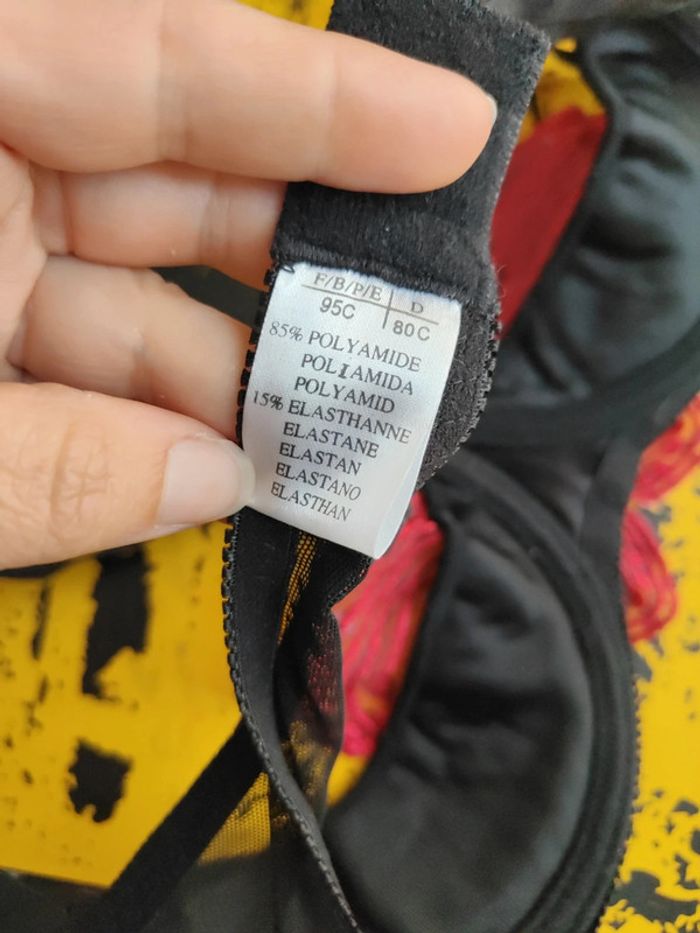 F/B/P/E D
95C 80C
85% POLYAMIDE
POLIAMIDA
POLYAMID
15% ELASTHANNE
ELASTANE
ELASTAN
ELASTANO
ELASTHAN